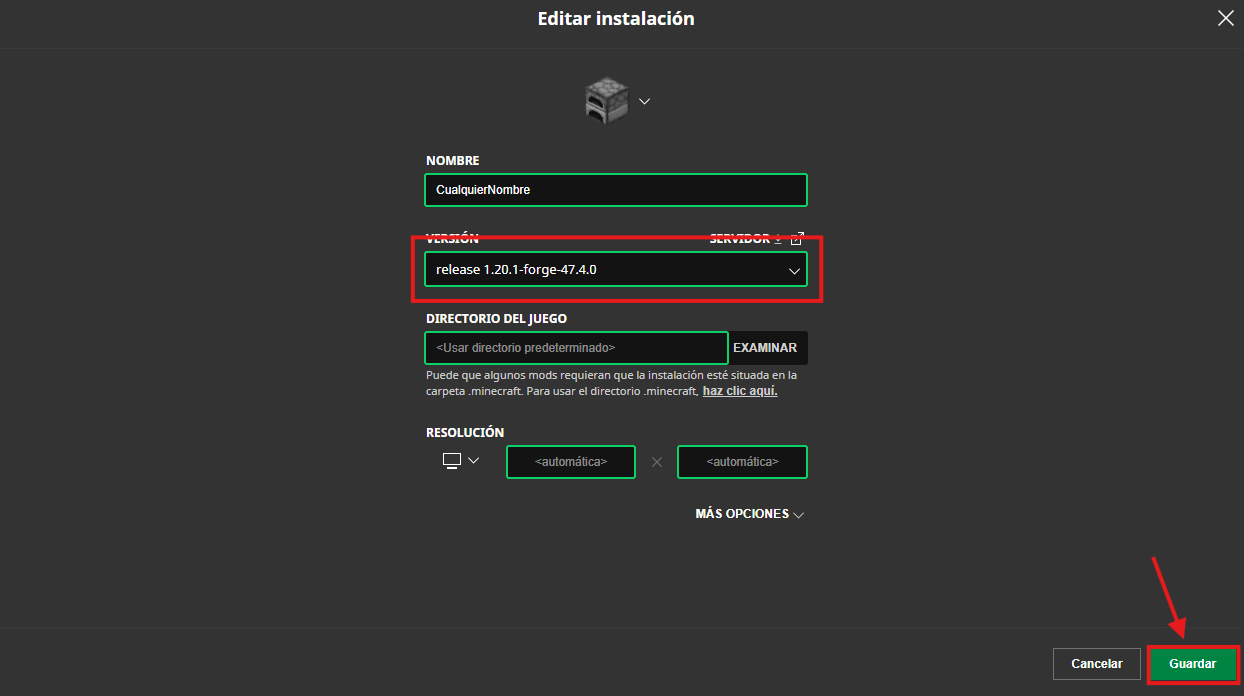 Editar instalación
NOMBRE
CualquierNombre
VERSIÓN SERVIDOR
release 1.20.1-forge-47.4.0
DIRECTORIO DEL JUEGO
<Usar directorio predeterminado> EXAMINAR
Puede que algunos mods requieran que la instalación esté situada en la
carpeta .minecraft. Para usar el directorio .minecraft, haz clic aquí.
RESOLUCIÓN
<automática> <automática>
MÁS OPCIONES
Cancelar Guardar